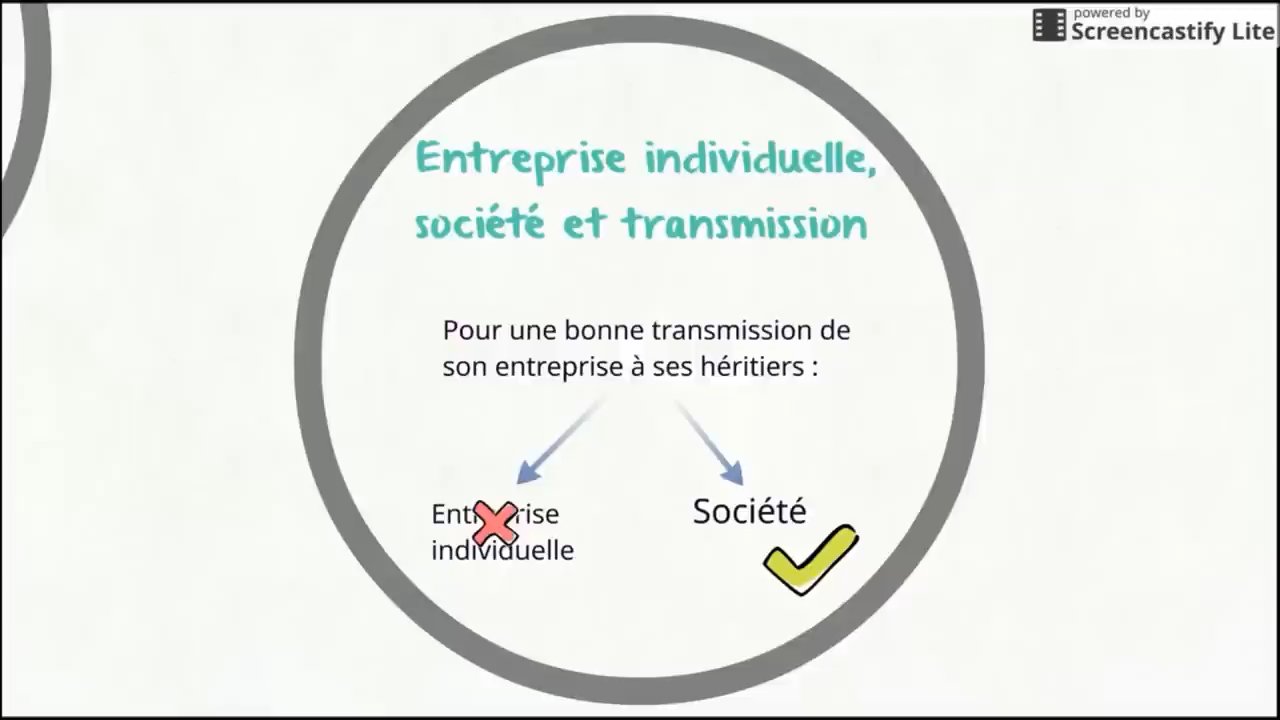 powered by
Screencastify Lite
Entreprise individuelle,
société et transmission
Pour une bonne transmission de
son entreprise à ses héritiers :
Entreprise
individuelle
Société